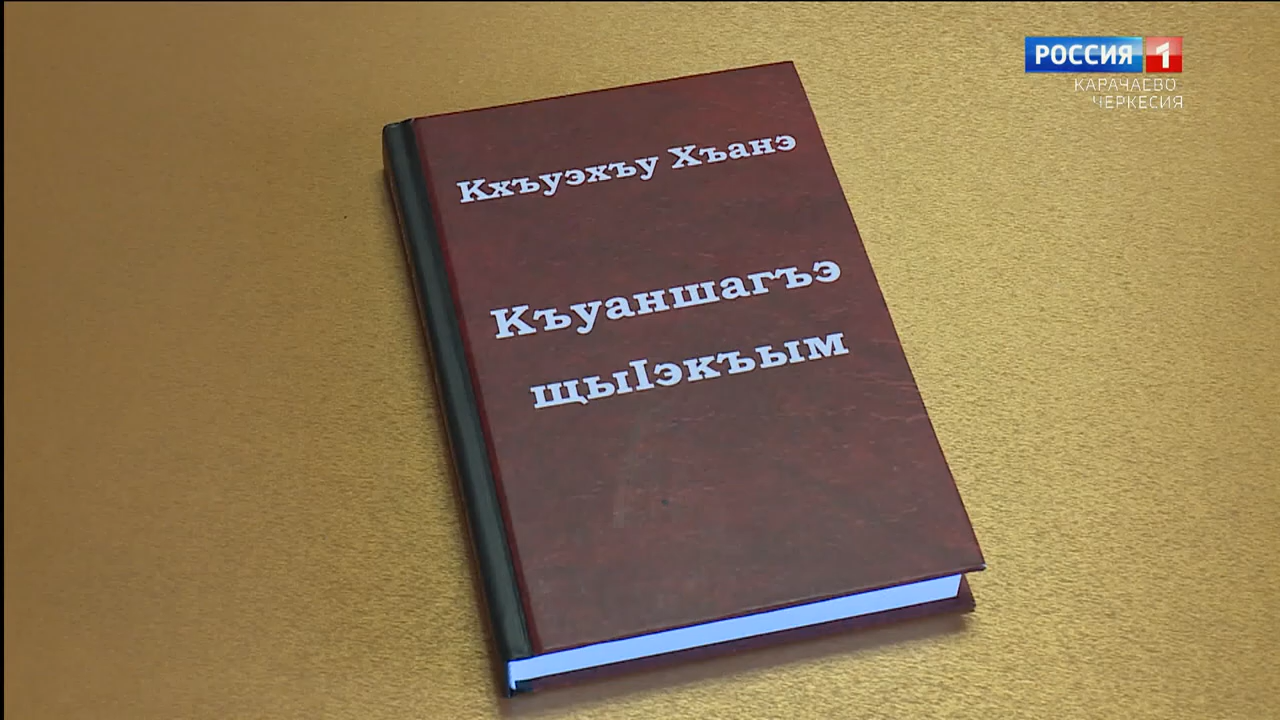 РОССИЯ 1
КАРАЧАЕВО
ЧЕРКЕСИЯ
Кхъуэхъу Хъанэ
Къуаншагъэ
щыIэкъым